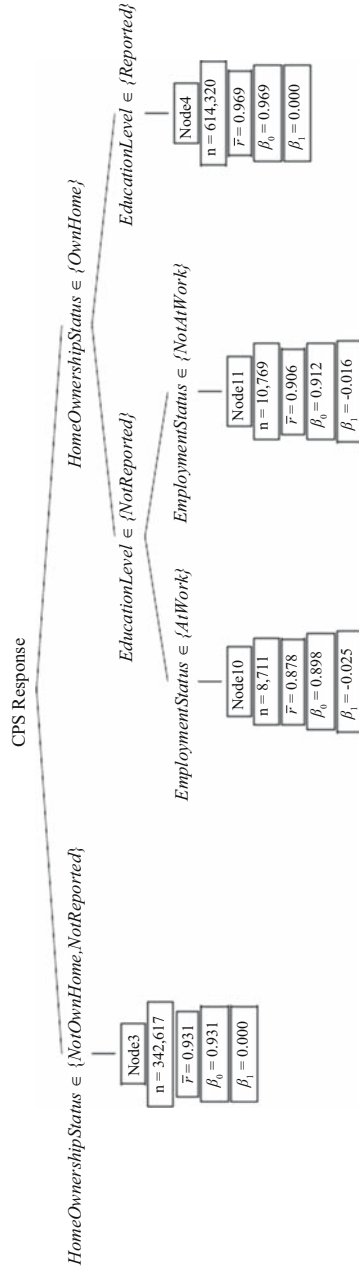 CPS Response
HomeOwnershipStatus ∈ {NotOwnHome,NotReported}
HomeOwnershipStatus ∈ {OwnHome}
EducationLevel ∈ {NotReported}
EducationLevel ∈ {Reported}
EmploymentStatus ∈ {AtWork}
EmploymentStatus ∈ {NotAtWork}
Node3
n = 342,617
r̅ = 0.931
β₀ = 0.931
β₁ = 0.000
Node10
n = 8,711
r̅ = 0.878
β₀ = 0.898
β₁ = -0.025
Node11
n = 10,769
r̅ = 0.906
β₀ = 0.912
β₁ = -0.016
Node4
n = 614,320
r̅ = 0.969
β₀ = 0.969
β₁ = 0.000